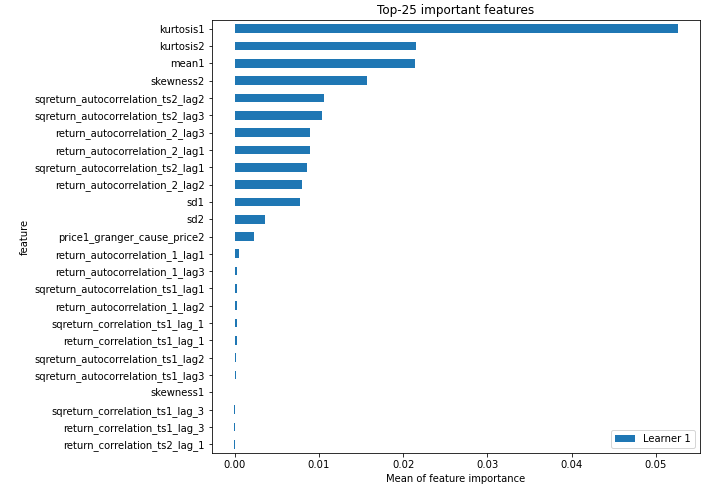 Top-25 important features
kurtosis1
kurtosis2
mean1
skewness2
sqreturn_autocorrelation_ts2_lag2
sqreturn_autocorrelation_ts2_lag3
return_autocorrelation_2_lag3
return_autocorrelation_2_lag1
sqreturn_autocorrelation_ts2_lag1
return_autocorrelation_2_lag2
sd1
sd2
price1_granger_cause_price2
return_autocorrelation_1_lag1
return_autocorrelation_1_lag3
sqreturn_autocorrelation_ts1_lag1
return_autocorrelation_1_lag2
sqreturn_correlation_ts1_lag_1
return_correlation_ts1_lag_1
sqreturn_autocorrelation_ts1_lag2
sqreturn_autocorrelation_ts1_lag3
skewness1
sqreturn_correlation_ts1_lag_3
return_correlation_ts1_lag_3
return_correlation_ts2_lag_1
feature
Learner 1
0.00 0.01 0.02 0.03 0.04 0.05
Mean of feature importance